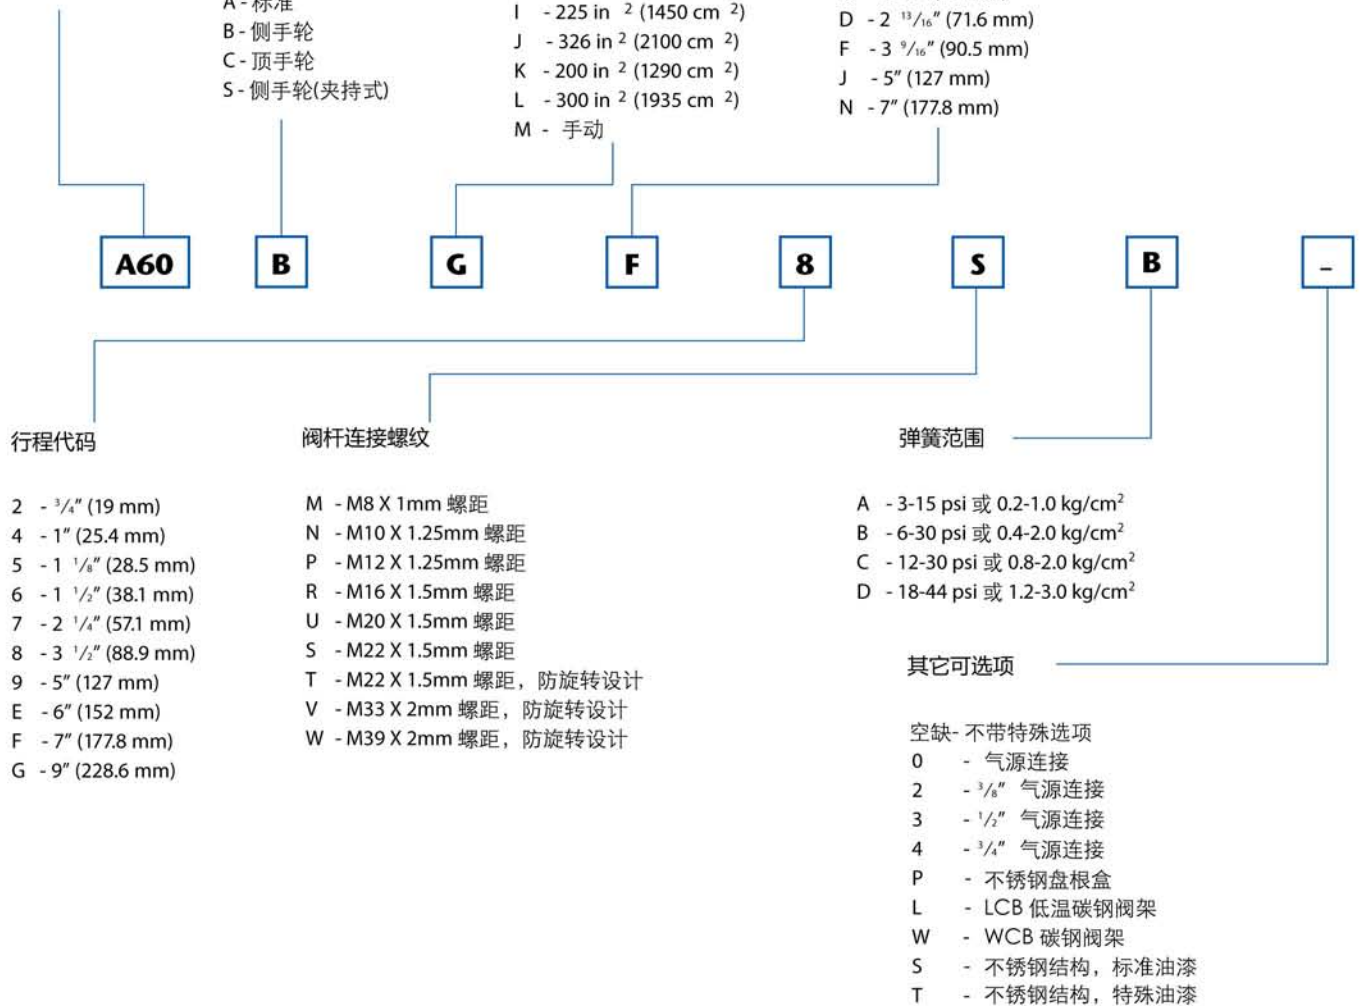 A - 标准
B - 侧手轮
C - 顶手轮
S - 侧手轮(夹持式)
I - 225 in ² (1450 cm ²)
J - 326 in ² (2100 cm ²)
K - 200 in ² (1290 cm ²)
L - 300 in ² (1935 cm ²)
M - 手动
D - 2 13/16″ (71.6 mm)
F - 3 9/16″ (90.5 mm)
J - 5″ (127 mm)
N - 7″ (177.8 mm)
A60 B G F 8 S B –
行程代码
2 - 3/4″ (19 mm)
4 - 1″ (25.4 mm)
5 - 1 1/8″ (28.5 mm)
6 - 1 1/2″ (38.1 mm)
7 - 2 1/4″ (57.1 mm)
8 - 3 1/2″ (88.9 mm)
9 - 5″ (127 mm)
E - 6″ (152 mm)
F - 7″ (177.8 mm)
G - 9″ (228.6 mm)
阀杆连接螺纹
M - M8 X 1mm 螺距
N - M10 X 1.25mm 螺距
P - M12 X 1.25mm 螺距
R - M16 X 1.5mm 螺距
U - M20 X 1.5mm 螺距
S - M22 X 1.5mm 螺距
T - M22 X 1.5mm 螺距，防旋转设计
V - M33 X 2mm 螺距，防旋转设计
W - M39 X 2mm 螺距，防旋转设计
弹簧范围
A - 3-15 psi 或 0.2-1.0 kg/cm²
B - 6-30 psi 或 0.4-2.0 kg/cm²
C - 12-30 psi 或 0.8-2.0 kg/cm²
D - 18-44 psi 或 1.2-3.0 kg/cm²
其它可选项
空缺- 不带特殊选项
0 - 气源连接
2 - 3/8″ 气源连接
3 - 1/2″ 气源连接
4 - 3/4″ 气源连接
P - 不锈钢盘根盒
L - LCB 低温碳钢阀架
W - WCB 碳钢阀架
S - 不锈钢结构，标准油漆
T - 不锈钢结构，特殊油漆